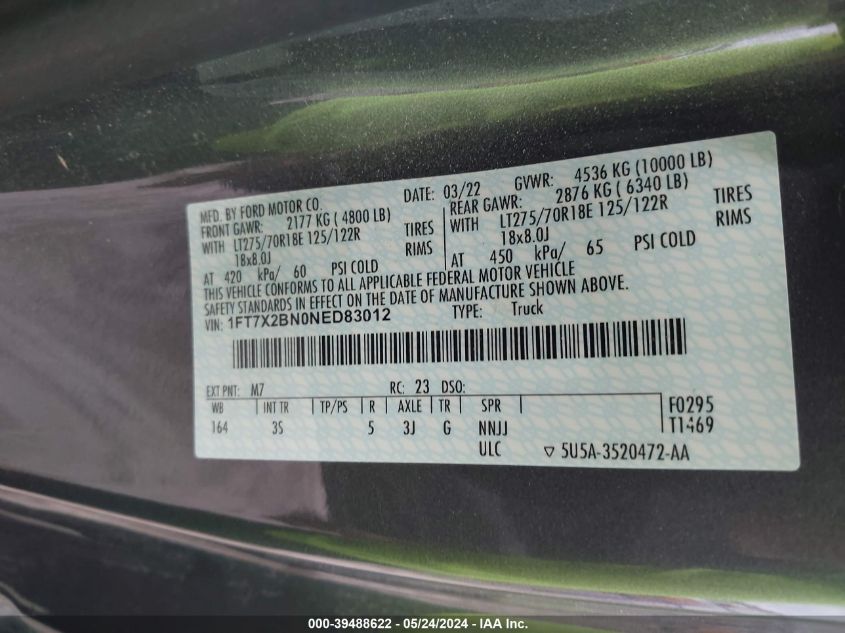 MFD. BY FORD MOTOR CO. DATE: 03/22 GVWR: 4536 KG (10000 LB)
FRONT GAWR: 2177 KG ( 4800 LB) REAR GAWR: 2876 KG ( 6340 LB)
WITH LT275/70R18E 125/122R TIRES WITH LT275/70R18E 125/122R TIRES
18x8.0J RIMS 18x8.0J RIMS
AT 420 kPa/ 60 PSI COLD AT 450 kPa/ 65 PSI COLD
THIS VEHICLE CONFORMS TO ALL APPLICABLE FEDERAL MOTOR VEHICLE
SAFETY STANDARDS IN EFFECT ON THE DATE OF MANUFACTURE SHOWN ABOVE.
VIN: 1FT7X2BN0NED83012 TYPE: Truck
EXT PNT: M7 RC: 23 DSO:
WB INT TR TP/PS R AXLE TR SPR F0295
164 3S 5 3J G NNJJ T1469
ULC ▽ 5U5A-3520472-AA
000-39488622 - 05/24/2024 - IAA Inc.